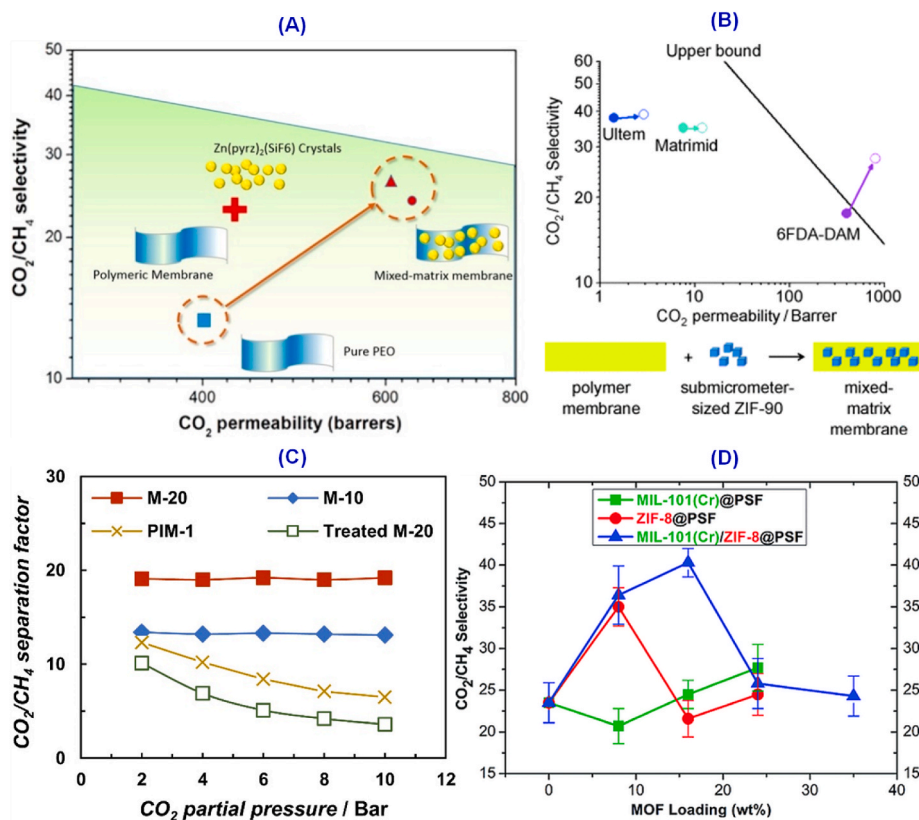 (A)
50
40
30
20
10
CO2/CH4 selectivity
Zn(pyrz)2(SiF6) Crystals
Polymeric Membrane
Mixed-matrix membrane
Pure PEO
400
600
800
CO2 permeability (barrers)
(B)
Upper bound
60
50
40
30
20
10
CO2 / CH4 Selectivity
Ultem
Matrimid
6FDA-DAM
1
10
100
1000
CO2 permeability / Barrer
+
polymer
membrane
submicrometer-
sized ZIF-90
mixed-
matrix
membrane
(C)
30
20
10
0
CO2/CH4 separation factor
M-20
M-10
PIM-1
Treated M-20
0
2
4
6
8
10
12
CO2 partial pressure / Bar
(D)
50
45
40
35
30
25
20
15
CO2/CH4 Selectivity
MIL-101(Cr)@PSF
ZIF-8@PSF
MIL-101(Cr)/ZIF-8@PSF
50
45
40
35
30
25
20
15
0
10
20
30
40
MOF Loading (wt%)